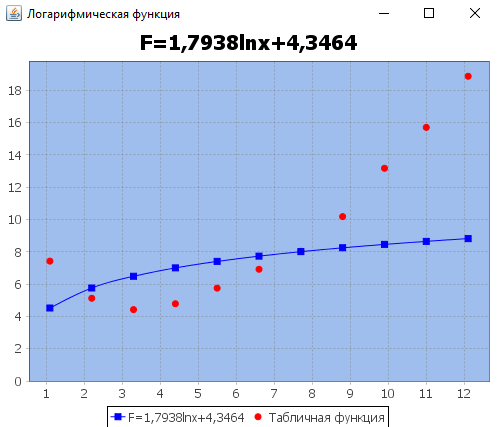 Логарифмическая функция
F=1,7938lnx+4,3464
18
16
14
12
10
8
6
4
2
0
1 2 3 4 5 6 7 8 9 10 11 12
F=1,7938lnx+4,3464 Табличная функция